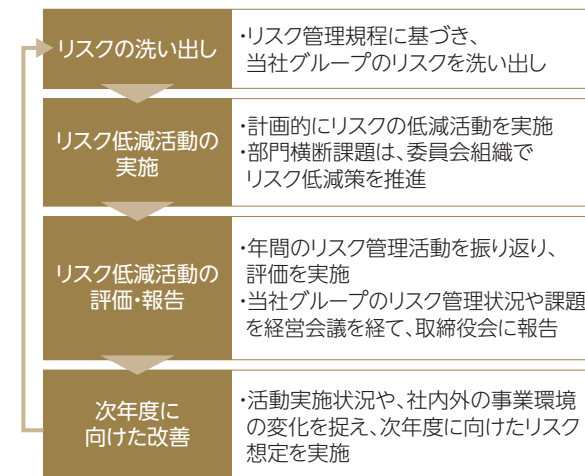 リスクの洗い出し
・リスク管理規程に基づき、
当社グループのリスクを洗い出し
リスク低減活動の
実施
・計画的にリスクの低減活動を実施
・部門横断課題は、委員会組織で
リスク低減策を推進
リスク低減活動の
評価・報告
・年間のリスク管理活動を振り返り、
評価を実施
・当社グループのリスク管理状況や課題
を経営会議を経て、取締役会に報告
次年度に
向けた改善
・活動実施状況や、社内外の事業環境
の変化を捉え、次年度に向けたリスク
想定を実施